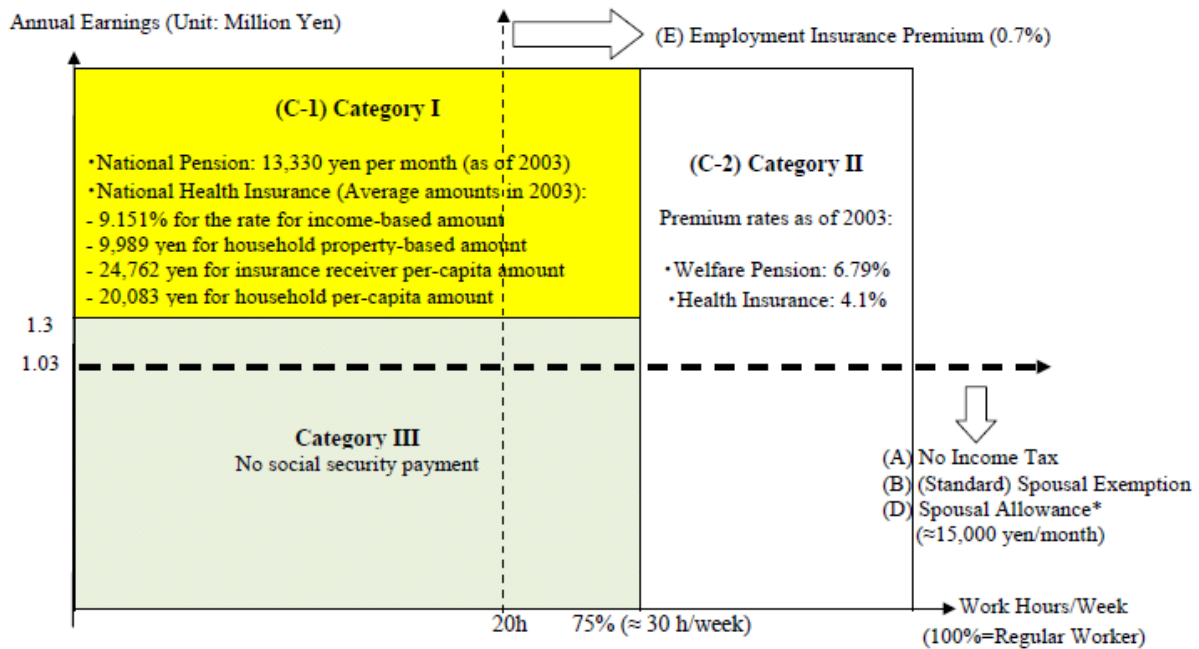 Annual Earnings (Unit: Million Yen)
(E) Employment Insurance Premium (0.7%)
(C-1) Category I
・National Pension: 13,330 yen per month (as of 2003)
・National Health Insurance (Average amounts in 2003):
- 9.151% for the rate for income-based amount
- 9,989 yen for household property-based amount
- 24,762 yen for insurance receiver per-capita amount
- 20,083 yen for household per-capita amount
(C-2) Category II
Premium rates as of 2003:
・Welfare Pension: 6.79%
・Health Insurance: 4.1%
1.3
1.03
Category III
No social security payment
(A) No Income Tax
(B) (Standard) Spousal Exemption
(D) Spousal Allowance*
(≈15,000 yen/month)
20h
75% (≈ 30 h/week)
Work Hours/Week
(100%=Regular Worker)